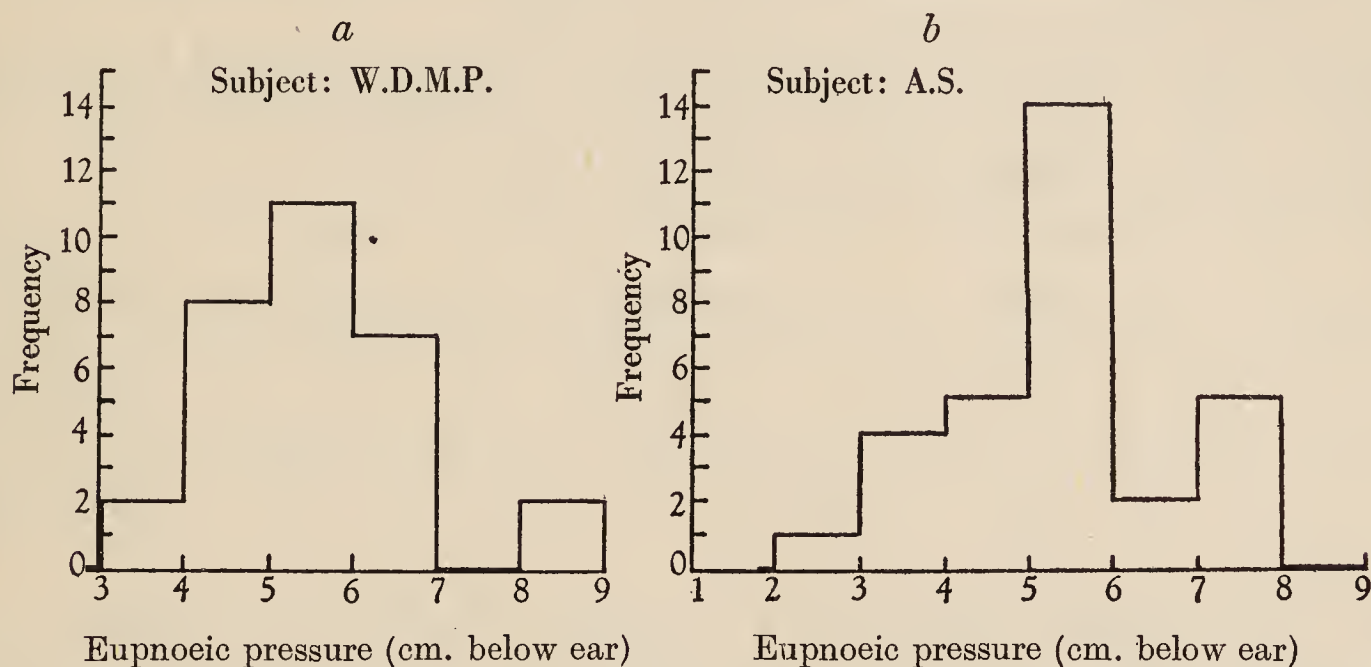 a
Subject: W.D.M.P.
14
12
10
8
6
4
2
0
Frequency
3 4 5 6 7 8 9
Eupnoeic pressure (cm. below ear)
b
Subject: A.S.
14
12
10
8
6
4
2
0
Frequency
1 2 3 4 5 6 7 8 9
Eupnoeic pressure (cm. below ear)